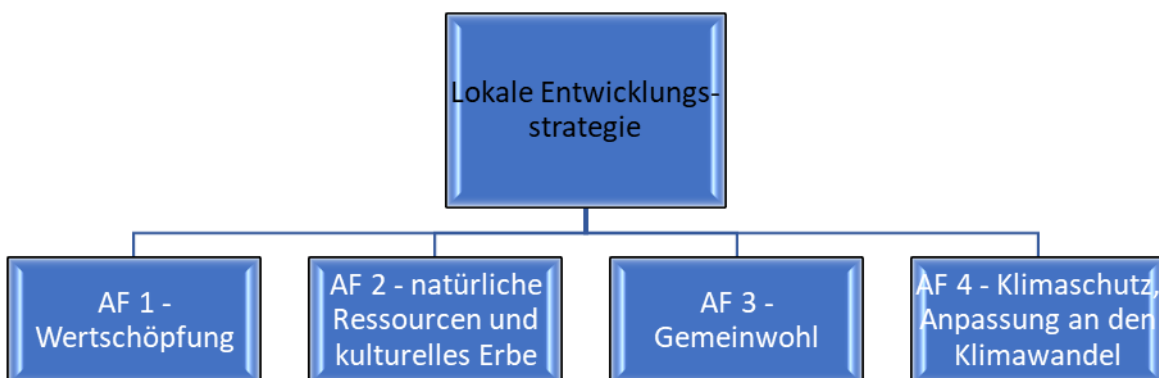 Lokale Entwicklungs-
strategie
AF 1 -
Wertschöpfung
AF 2 - natürliche
Ressourcen und
kulturelles Erbe
AF 3 -
Gemeinwohl
AF 4 - Klimaschutz,
Anpassung an den
Klimawandel